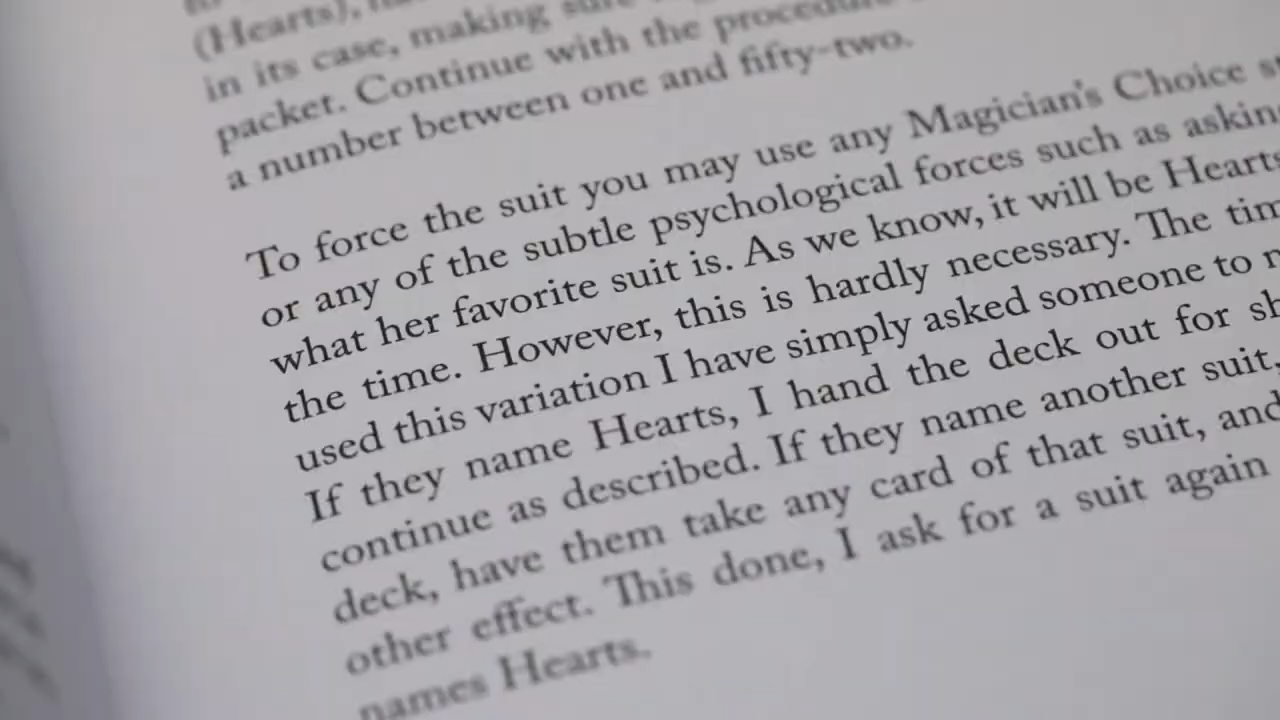 (Hearts),
in its case, making sure
packet. Continue with the procedure
a number between one and fifty-two.
To force the suit you may use any Magician's Choice
or any of the subtle psychological forces such as
what her favorite suit is. As we know, it will be Hearts
the time. However, this is hardly necessary. The
used this variation I have simply asked someone to
If they name Hearts, I hand the deck out for
continue as described. If they name another suit,
deck, have them take any card of that suit, and
other effect. This done, I ask for a suit again
names Hearts.